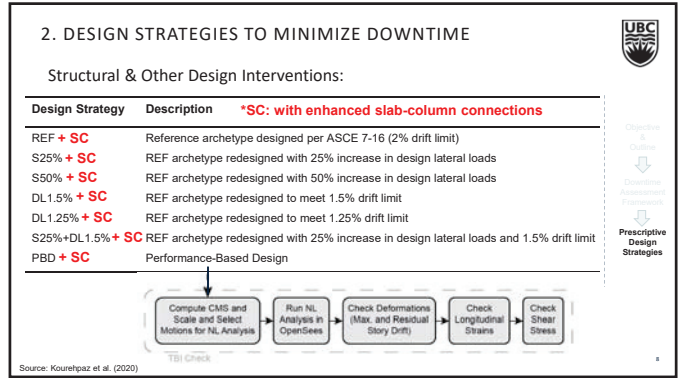 2. DESIGN STRATEGIES TO MINIMIZE DOWNTIME
UBC
Structural & Other Design Interventions:
Design Strategy Description *SC: with enhanced slab-column connections
REF + SC Reference archetype designed per ASCE 7-16 (2% drift limit)
S25% + SC REF archetype redesigned with 25% increase in design lateral loads
S50% + SC REF archetype redesigned with 50% increase in design lateral loads
DL1.5% + SC REF archetype redesigned to meet 1.5% drift limit
DL1.25% + SC REF archetype redesigned to meet 1.25% drift limit
S25%+DL1.5% + SC REF archetype redesigned with 25% increase in design lateral loads and 1.5% drift limit
PBD + SC Performance-Based Design
Objective
&
Outline
Downtime
Assessment
Framework
Prescriptive
Design
Strategies
Compute CMS and
Scale and Select
Motions for NL Analysis
Run NL
Analysis in
OpenSees
Check Deformations
(Max. and Residual
Story Drift)
Check
Longitudinal
Strains
Check
Shear
Stress
TBI Check
Source: Kourehpaz et al. (2020)
8